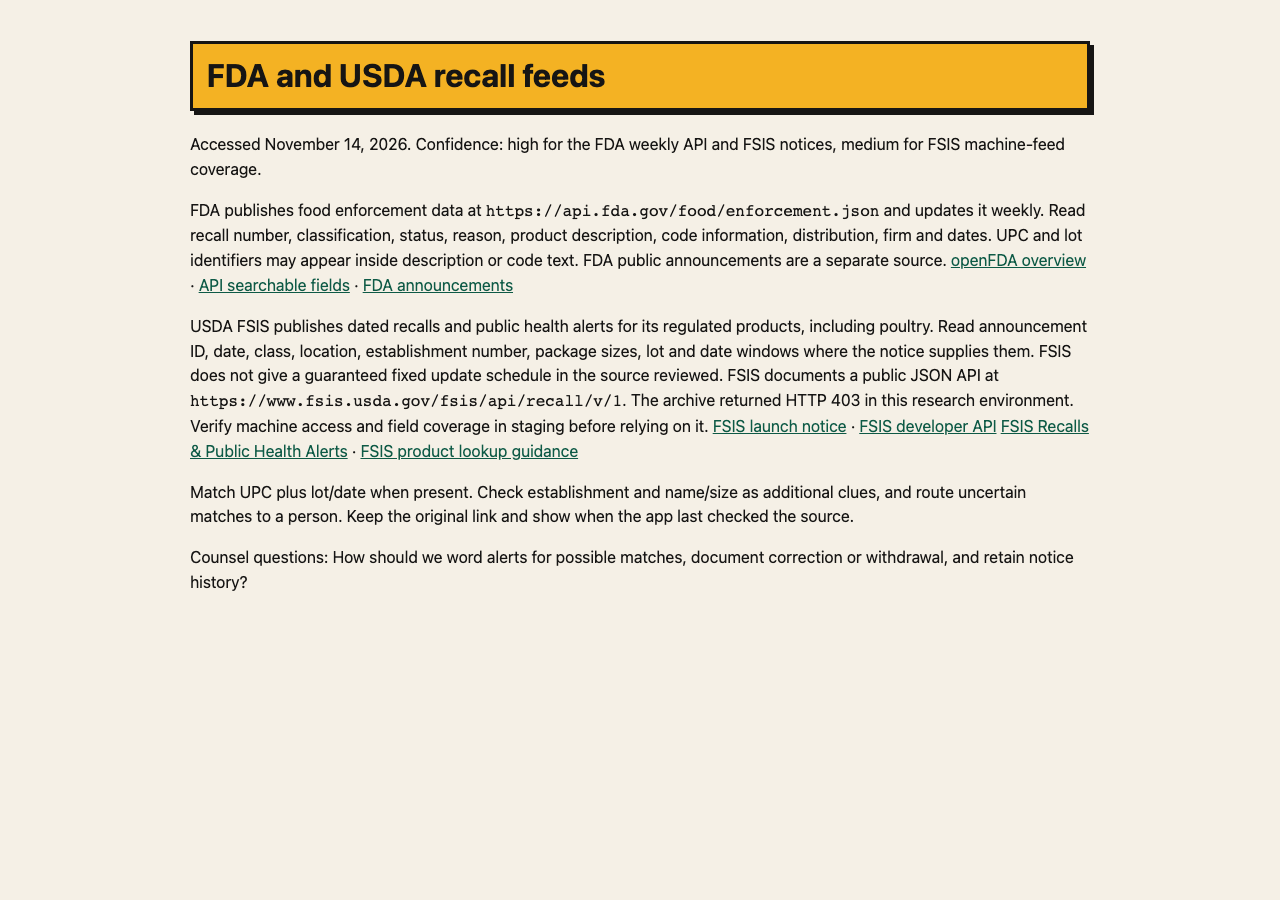 FDA and USDA recall feeds
Accessed November 14, 2026. Confidence: high for the FDA weekly API and FSIS notices, medium for FSIS machine-feed
coverage.
FDA publishes food enforcement data at https://api.fda.gov/food/enforcement.json and updates it weekly. Read
recall number, classification, status, reason, product description, code information, distribution, firm and dates. UPC and lot
identifiers may appear inside description or code text. FDA public announcements are a separate source. openFDA overview
· API searchable fields · FDA announcements
USDA FSIS publishes dated recalls and public health alerts for its regulated products, including poultry. Read announcement
ID, date, class, location, establishment number, package sizes, lot and date windows where the notice supplies them. FSIS
does not give a guaranteed fixed update schedule in the source reviewed. FSIS documents a public JSON API at
https://www.fsis.usda.gov/fsis/api/recall/v/1. The archive returned HTTP 403 in this research environment.
Verify machine access and field coverage in staging before relying on it. FSIS launch notice · FSIS developer API FSIS Recalls
& Public Health Alerts · FSIS product lookup guidance
Match UPC plus lot/date when present. Check establishment and name/size as additional clues, and route uncertain
matches to a person. Keep the original link and show when the app last checked the source.
Counsel questions: How should we word alerts for possible matches, document correction or withdrawal, and retain notice
history?